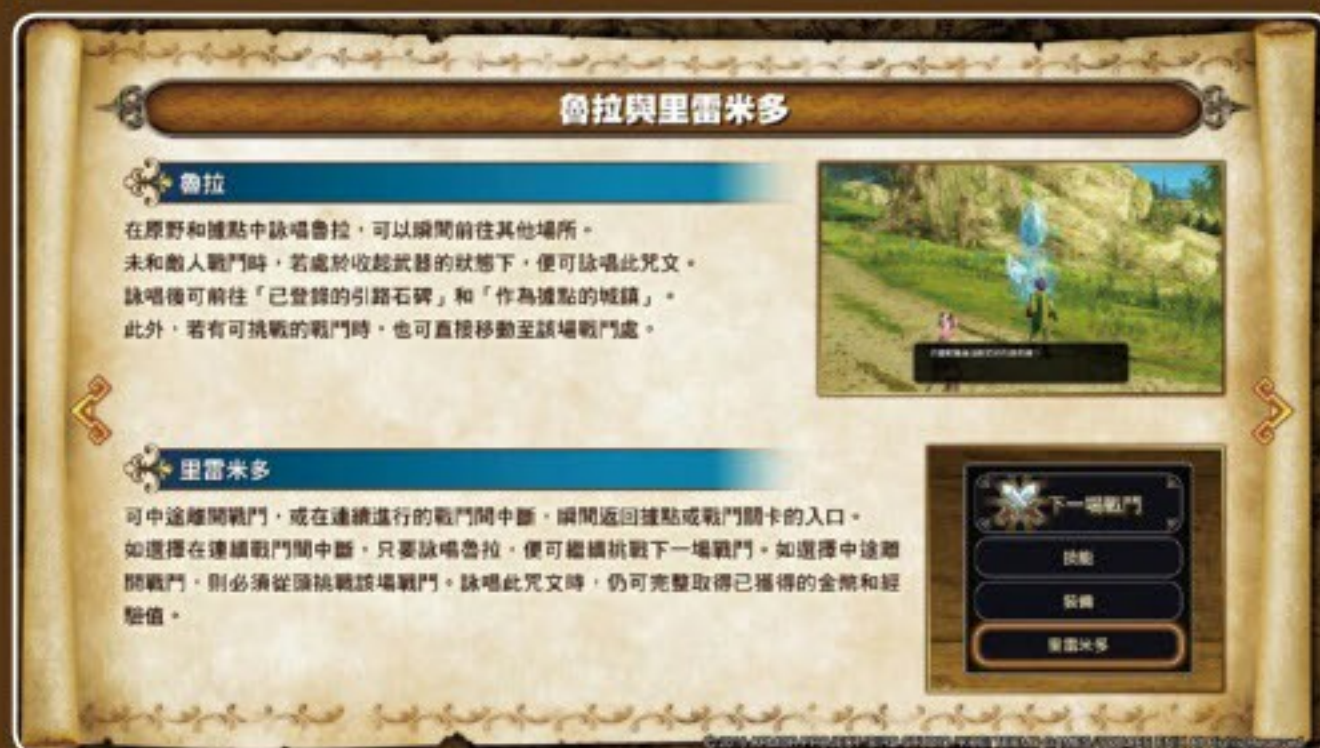 魯拉與里雷米多
魯拉
在原野和據點中詠唱魯拉，可以瞬間前往其他場所。
未和敵人戰鬥時，若處於收起武器的狀態下，便可詠唱此咒文。
詠唱後可前往「已登錄的引路石碑」和「作為據點的城鎮」。
此外，若有可挑戰的戰鬥時，也可直接移動至該場戰鬥處。
里雷米多
可中途離開戰鬥，或在連續進行的戰鬥間中斷，瞬間返回據點或戰鬥關卡的入口。
如選擇在連續戰鬥間中斷，只要詠唱魯拉，便可繼續挑戰下一場戰鬥。如選擇中途離
開戰鬥，則必須從頭挑戰該場戰鬥。詠唱此咒文時，仍可完整取得已獲得的金幣和經
驗值。
下一場戰鬥
技能
裝備
里雷米多